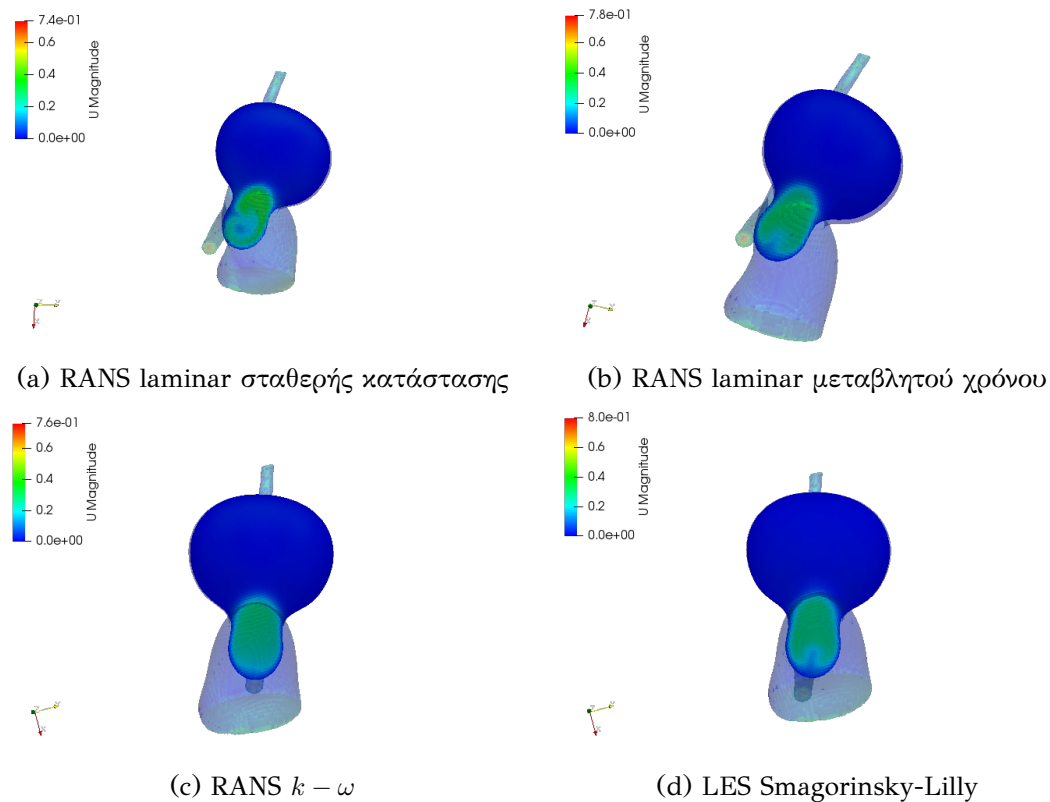 7.4e-01
0.6
0.4
0.2
0.0e+00
U Magnitude
7.8e-01
0.6
0.4
0.2
0.0e+00
U Magnitude
(a) RANS laminar σταθερής κατάστασης
(b) RANS laminar μεταβλητού χρόνου
7.6e-01
0.6
0.4
0.2
0.0e+00
U Magnitude
8.0e-01
0.6
0.4
0.2
0.0e+00
U Magnitude
(c) RANS k − ω
(d) LES Smagorinsky-Lilly